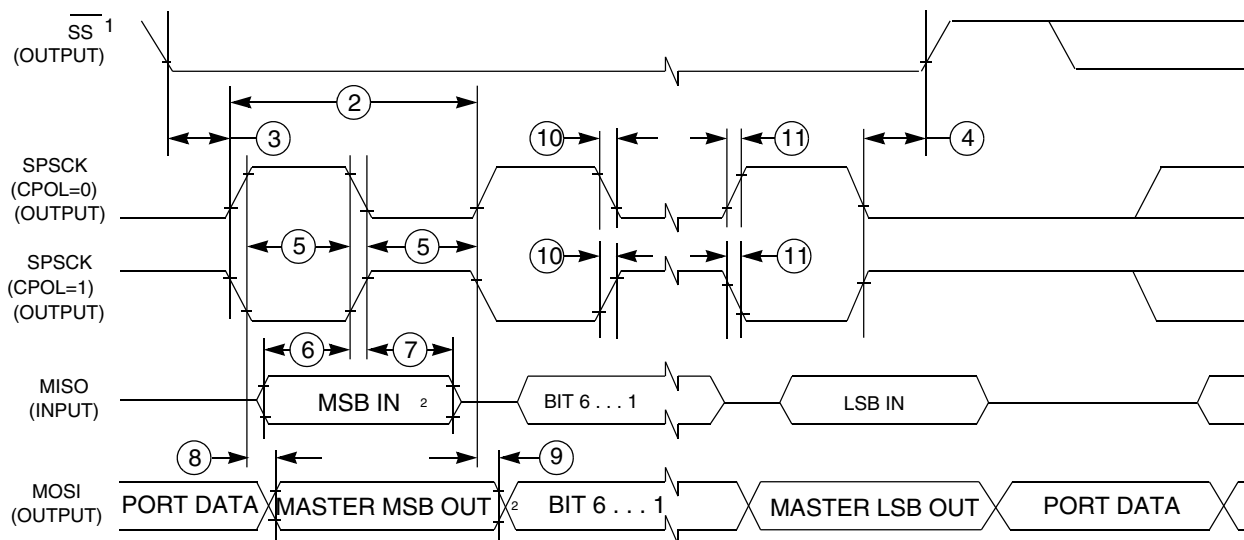 SS 1
(OUTPUT)
2
3
10
11
4
SPSCK
(CPOL=0)
(OUTPUT)
5
5
SPSCK
(CPOL=1)
(OUTPUT)
10
11
6
7
MISO
(INPUT)
MSB IN 2
BIT 6 . . . 1
LSB IN
8
9
MOSI
(OUTPUT)
PORT DATA
MASTER MSB OUT 2
BIT 6 . . . 1
MASTER LSB OUT
PORT DATA